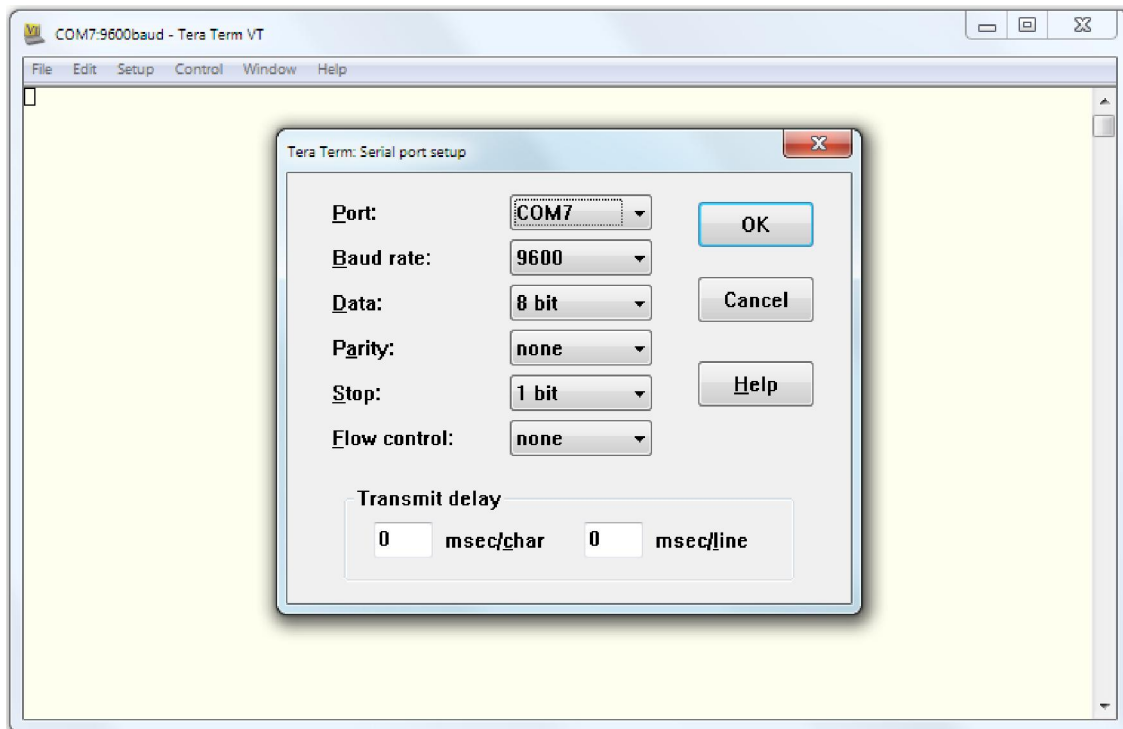 COM7:9600baud - Tera Term VT
File Edit Setup Control Window Help
Tera Term: Serial port setup
Port: COM7 OK
Baud rate: 9600
Data: 8 bit Cancel
Parity: none
Stop: 1 bit Help
Flow control: none
Transmit delay
0 msec/char 0 msec/line